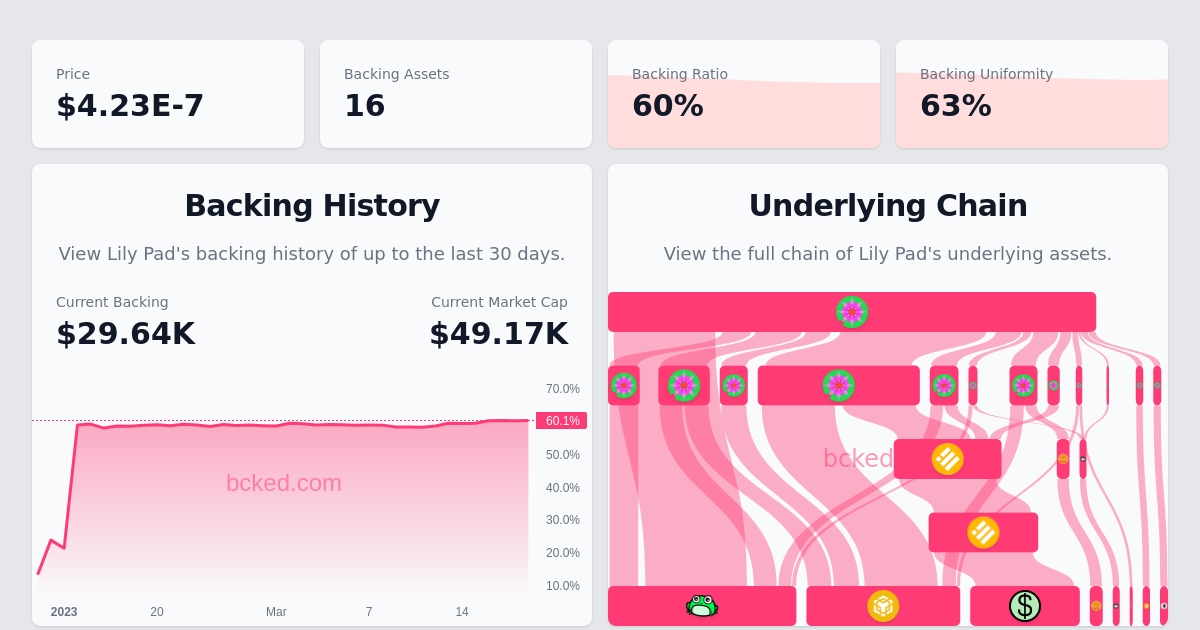 Price
$4.23E-7
Backing Assets
16
Backing Ratio
60%
Backing Uniformity
63%
Backing History
View Lily Pad's backing history of up to the last 30 days.
Current Backing
$29.64K
Current Market Cap
$49.17K
70.0%
60.1%
50.0%
40.0%
30.0%
20.0%
10.0%
bcked.com
2023
20
Mar
7
14
Underlying Chain
View the full chain of Lily Pad's underlying assets.
bcked
$